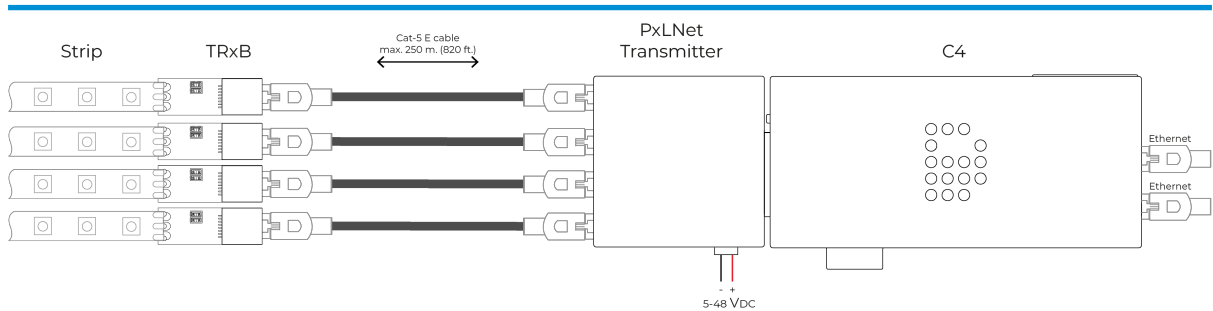 Strip
TRxB
Cat-5 E cable
max. 250 m. (820 ft.)
PxLNet
Transmitter
C4
Ethernet
Ethernet
- +
5-48 VDC